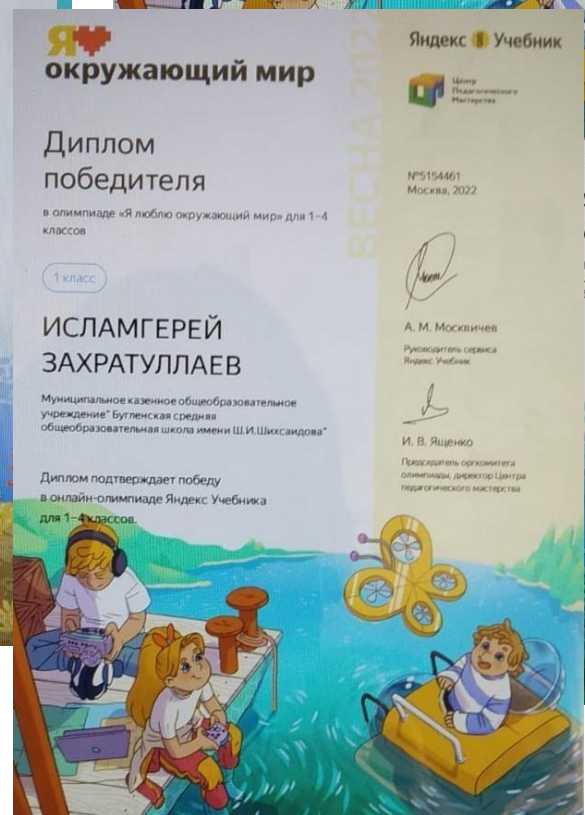 Я
окружающий мир
Диплом
победителя
в олимпиаде «Я люблю окружающий мир» для 1–4
классов
1 класс
ИСЛАМГЕРЕЙ
ЗАХРАТУЛЛАЕВ
Муниципальное казенное общеобразовательное
учреждение" Бугленская средняя
общеобразовательная школа имени Ш.И.Шихсаидова"
Диплом подтверждает победу
в онлайн-олимпиаде Яндекс Учебника
для 1–4 классов.
ВЕСНА 2022
Яндекс Учебник
Центр
Педагогического
Мастерства
№5154461
Москва, 2022
А. М. Москвичев
Руководитель сервиса
Яндекс Учебник
И. В. Ященко
Председатель оргкомитета
олимпиады, директор Центра
педагогического мастерства